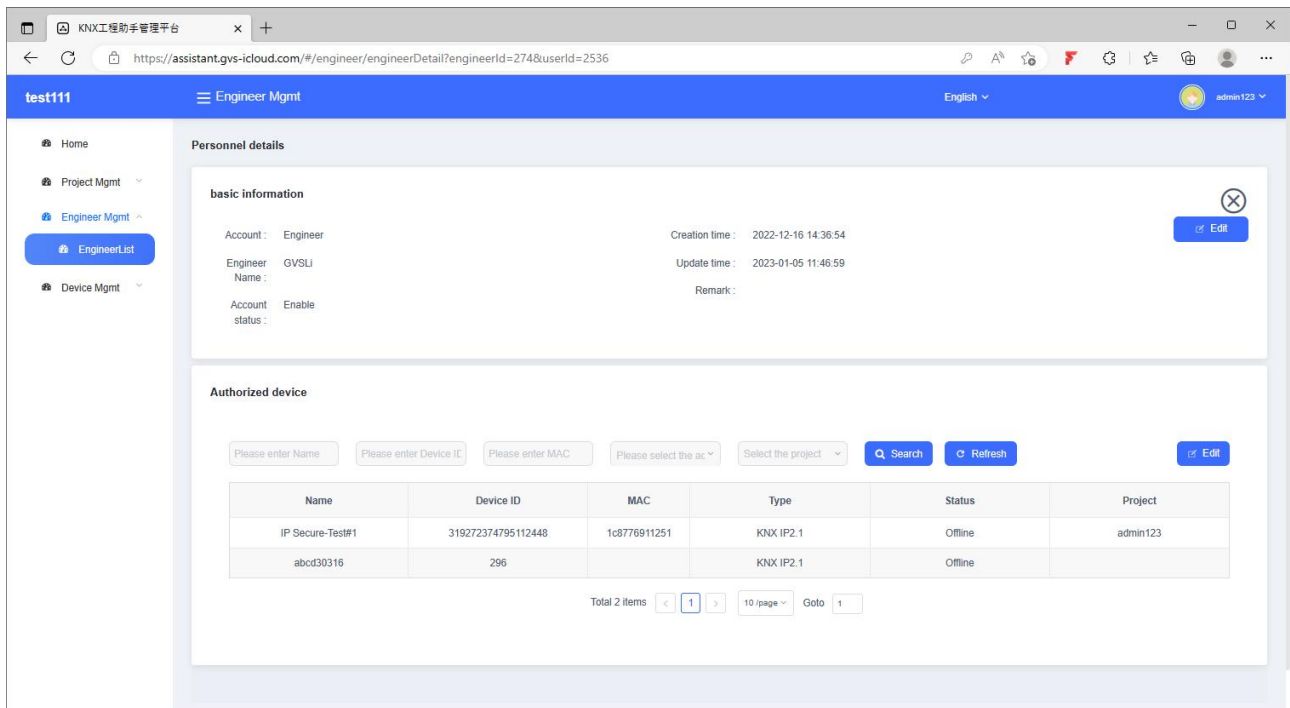 KNX工程助手管理平台
https://assistant.gvs-icloud.com/#/engineer/engineerDetail?engineerId=274&userId=2536
test111
Engineer Mgmt
English
admin123
Home
Project Mgmt
Engineer Mgmt
EngineerList
Device Mgmt
Personnel details
basic information
Edit
Account : Engineer
Creation time : 2022-12-16 14:36:54
Engineer Name : GVSLi
Update time : 2023-01-05 11:46:59
Remark :
Account status : Enable
Authorized device
Please enter Name Please enter Device ID Please enter MAC Please select the ac Select the project Search Refresh Edit
Name Device ID MAC Type Status Project
IP Secure-Test#1 319272374795112448 1c8776911251 KNX IP2.1 Offline admin123
abcd30316 296 KNX IP2.1 Offline
Total 2 items < 1 > 10 /page Goto 1